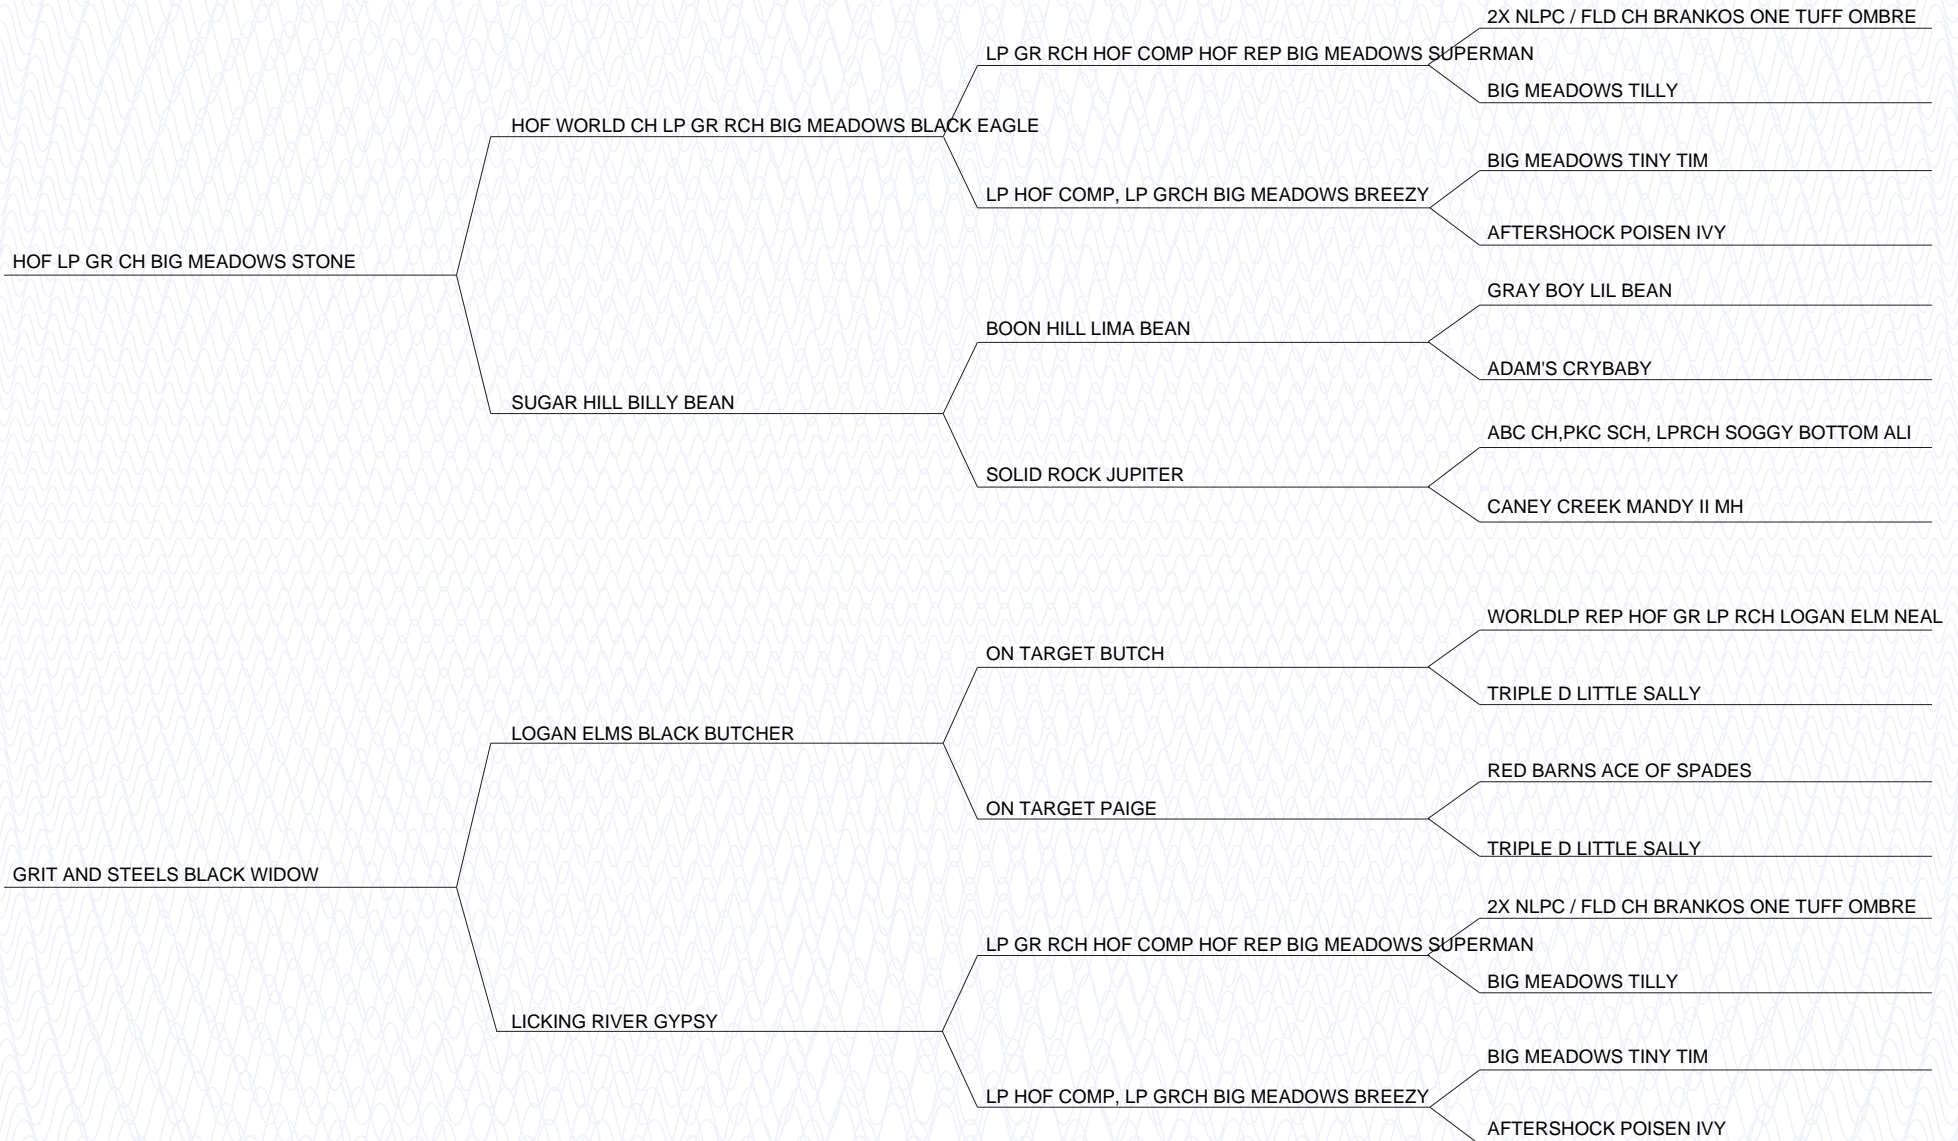 2X NLPC / FLD CH BRANKOS ONE TUFF OMBRE
LP GR RCH HOF COMP HOF REP BIG MEADOWS SUPERMAN
BIG MEADOWS TILLY
HOF WORLD CH LP GR RCH BIG MEADOWS BLACK EAGLE
BIG MEADOWS TINY TIM
LP HOF COMP, LP GRCH BIG MEADOWS BREEZY
AFTERSHOCK POISEN IVY
HOF LP GR CH BIG MEADOWS STONE
GRAY BOY LIL BEAN
BOON HILL LIMA BEAN
ADAM'S CRYBABY
SUGAR HILL BILLY BEAN
ABC CH,PKC SCH, LPRCH SOGGY BOTTOM ALI
SOLID ROCK JUPITER
CANEY CREEK MANDY II MH
WORLDLP REP HOF GR LP RCH LOGAN ELM NEAL
ON TARGET BUTCH
TRIPLE D LITTLE SALLY
LOGAN ELMS BLACK BUTCHER
RED BARNS ACE OF SPADES
ON TARGET PAIGE
TRIPLE D LITTLE SALLY
GRIT AND STEELS BLACK WIDOW
2X NLPC / FLD CH BRANKOS ONE TUFF OMBRE
LP GR RCH HOF COMP HOF REP BIG MEADOWS SUPERMAN
BIG MEADOWS TILLY
LICKING RIVER GYPSY
BIG MEADOWS TINY TIM
LP HOF COMP, LP GRCH BIG MEADOWS BREEZY
AFTERSHOCK POISEN IVY